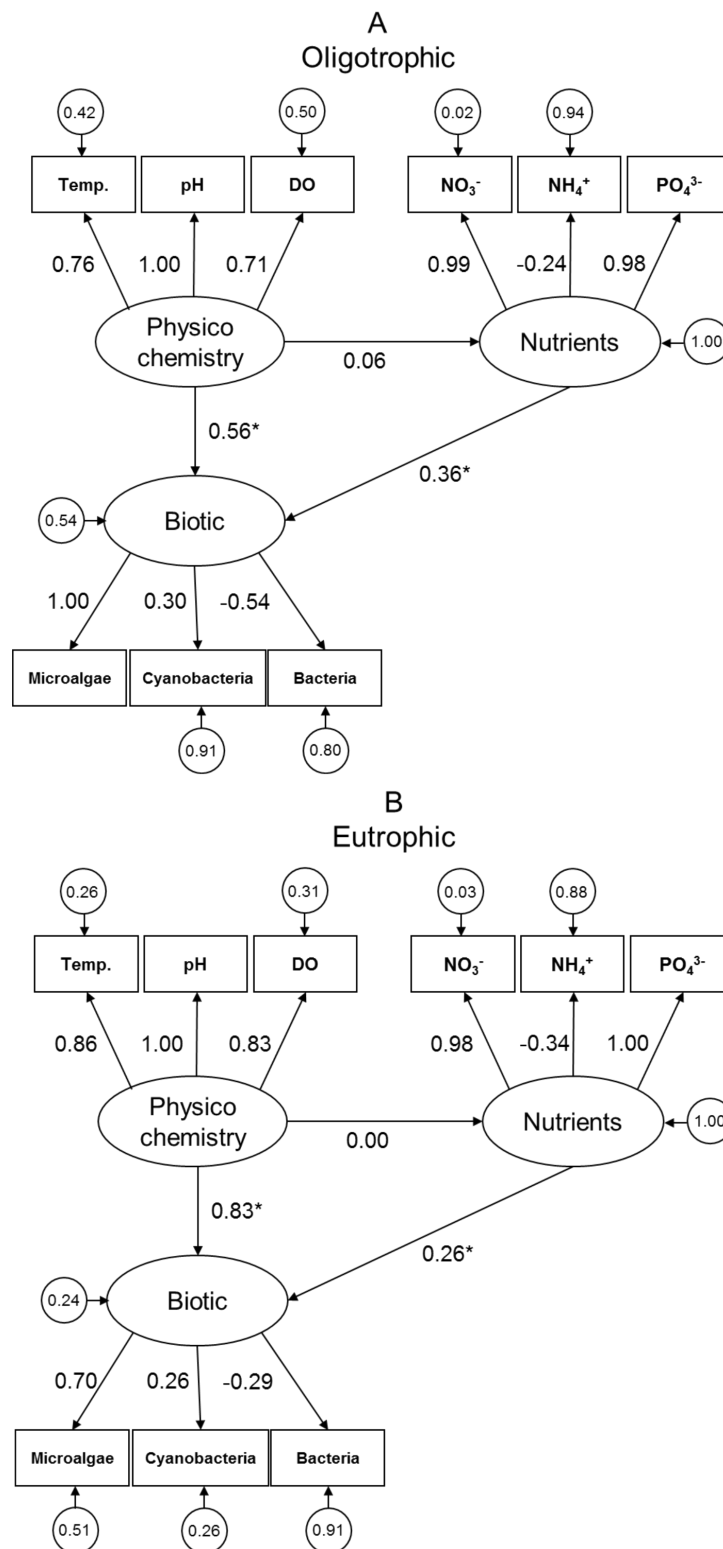 A
Oligotrophic
0.42 0.50 0.02 0.94
Temp. pH DO NO₃⁻ NH₄⁺ PO₄³⁻
0.76 1.00 0.71 0.99 -0.24 0.98
Physico
chemistry
Nutrients
1.00
0.06
0.56*
0.36*
0.54
Biotic
1.00 0.30 -0.54
Microalgae Cyanobacteria Bacteria
0.91 0.80
B
Eutrophic
0.26 0.31 0.03 0.88
Temp. pH DO NO₃⁻ NH₄⁺ PO₄³⁻
0.86 1.00 0.83 0.98 -0.34 1.00
Physico
chemistry
Nutrients
1.00
0.00
0.83*
0.26*
0.24
Biotic
0.70 0.26 -0.29
Microalgae Cyanobacteria Bacteria
0.51 0.26 0.91